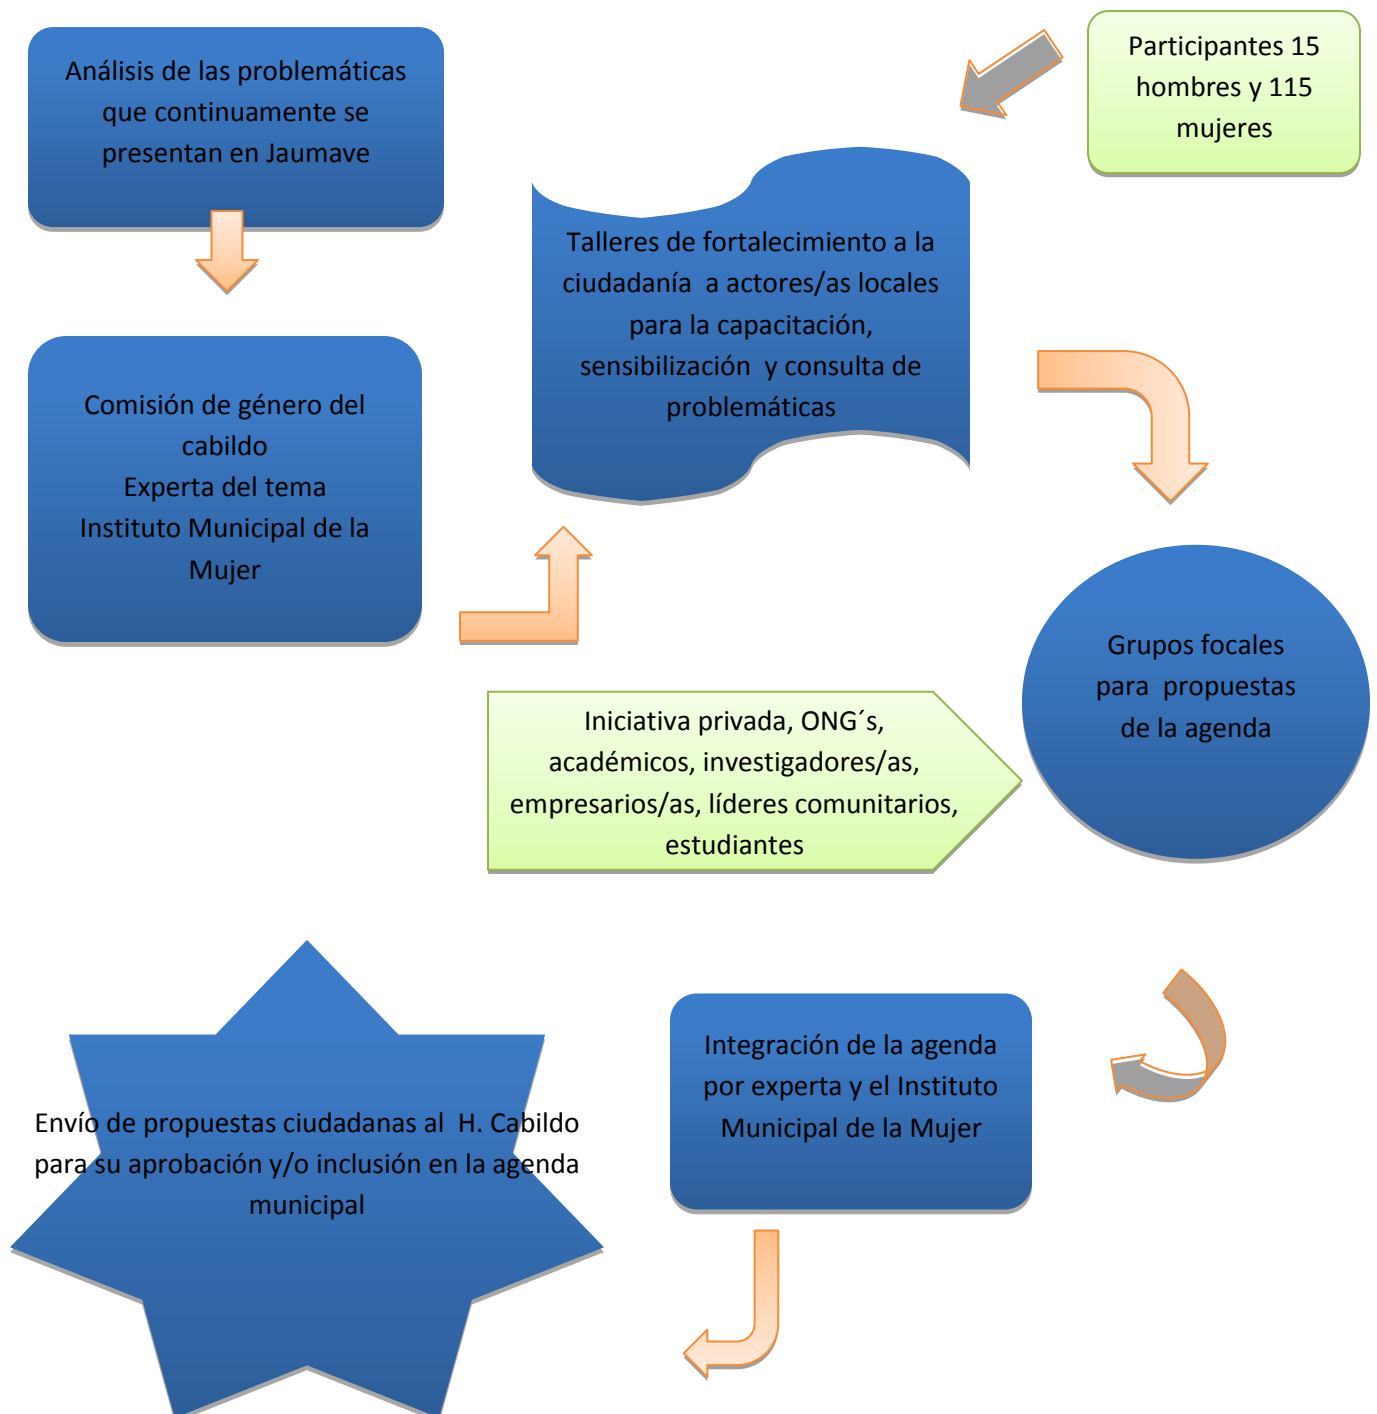 Análisis de las problemáticas
que continuamente se
presentan en Jaumave
Participantes 15
hombres y 115
mujeres
Talleres de fortalecimiento a la
ciudadanía a actores/as locales
para la capacitación,
sensibilización y consulta de
problemáticas
Comisión de género del
cabildo
Experta del tema
Instituto Municipal de la
Mujer
Grupos focales
para propuestas
de la agenda
Iniciativa privada, ONG´s,
académicos, investigadores/as,
empresarios/as, líderes comunitarios,
estudiantes
Integración de la agenda
por experta y el Instituto
Municipal de la Mujer
Envío de propuestas ciudadanas al H. Cabildo
para su aprobación y/o inclusión en la agenda
municipal